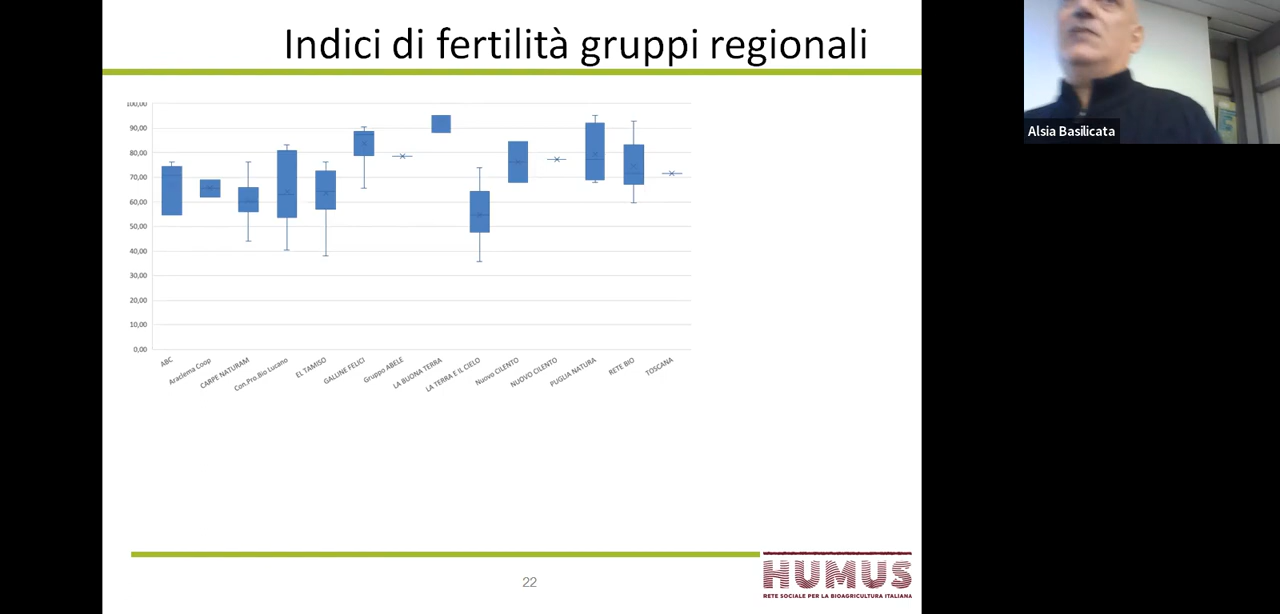 Indici di fertilità gruppi regionali
100,00
90,00
80,00
70,00
60,00
50,00
40,00
30,00
20,00
10,00
0,00
ABC
Araclema Coop
CARPE NATURAM
Con.Pro.Bio Lucano
EL TAMISO
GALLINE FELICI
Gruppo ABELE
LA BUONA TERRA
LA TERRA E IL CIELO
Nuovo CILENTO
NUOVO CILENTO
PUGLIA NATURA
RETE BIO
TOSCANA
22
HUMUS
RETE SOCIALE PER LA BIOAGRICULTURA ITALIANA
Alsia Basilicata